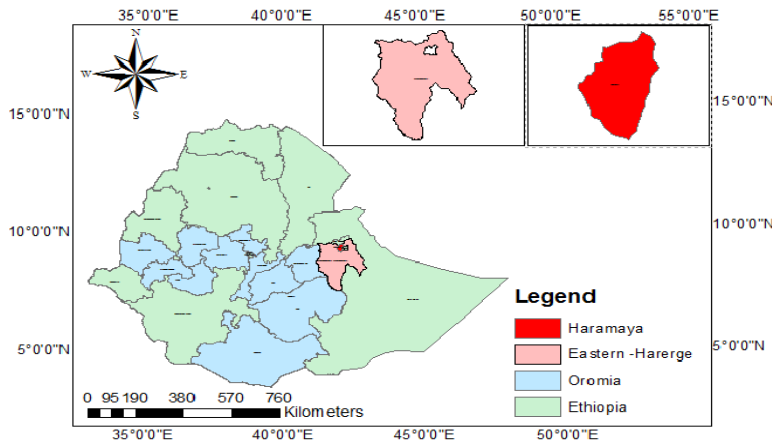 35°0'0"E 40°0'0"E 45°0'0"E 50°0'0"E 55°0'0"E
N
W E
S
15°0'0"N 15°0'0"N
10°0'0"N 10°0'0"N
5°0'0"N 5°0'0"N
Legend
Haramaya
Eastern -Harerge
Oromia
Ethiopia
0 95 190 380 570 760
Kilometers
35°0'0"E 40°0'0"E 45°0'0"E 50°0'0"E